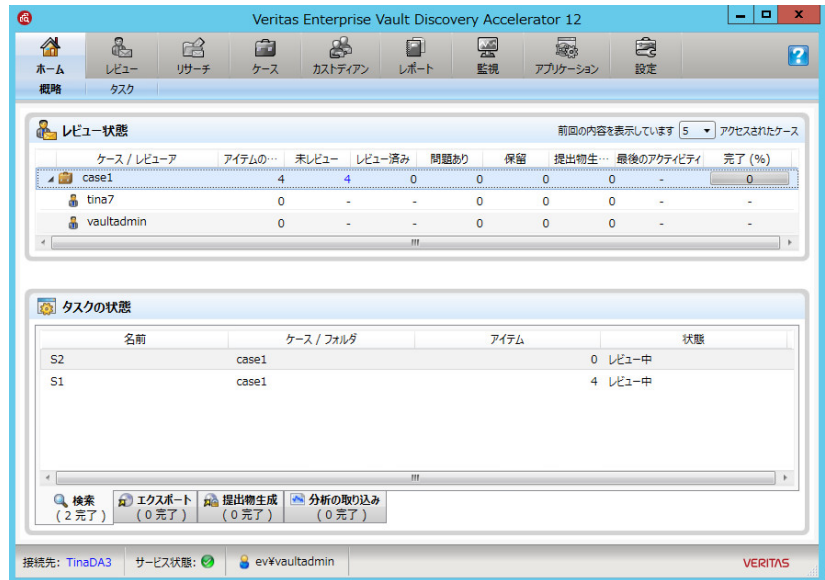 Veritas Enterprise Vault Discovery Accelerator 12
ホーム レビュー リサーチ ケース カストディアン レポート 監視 アプリケーション 設定
概略 タスク
レビュー状態 前回の内容を表示しています 5 アクセスされたケース
ケース / レビューア アイテムの… 未レビュー レビュー済み 問題あり 保留 提出物生… 最後のアクティビティ 完了 (%)
case1 4 4 0 0 0 0 - 0
tina7 0 - - 0 0 0 - -
vaultadmin 0 - - 0 0 0 - -
タスクの状態
名前 ケース / フォルダ アイテム 状態
S2 case1 0 レビュー中
S1 case1 4 レビュー中
検索 エクスポート 提出物生成 分析の取り込み
( 2 完了 ) ( 0 完了 ) ( 0 完了 ) ( 0 完了 )
接続先: TinaDA3 サービス状態: ev¥vaultadmin VERITAS